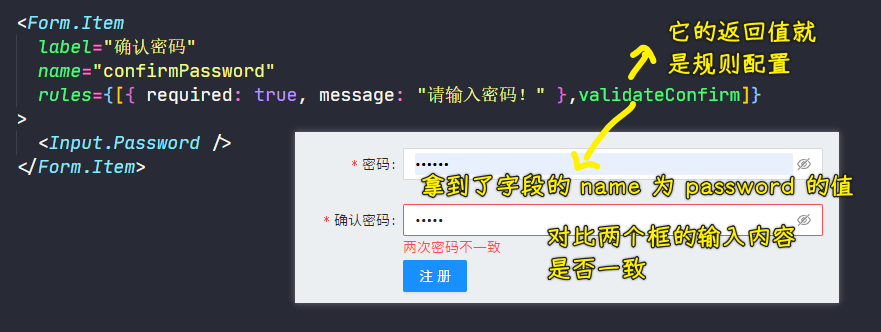 <Form.Item
label="确认密码"
name="confirmPassword"
rules={[{ required: true, message: "请输入密码!" },validateConfirm]}
>
<Input.Password />
</Form.Item>
它的返回值就
是规则配置
* 密码: ••••••
拿到了字段的 name 为 password 的值
* 确认密码: •••••
两次密码不一致
对比两个框的输入内容
是否一致
注 册